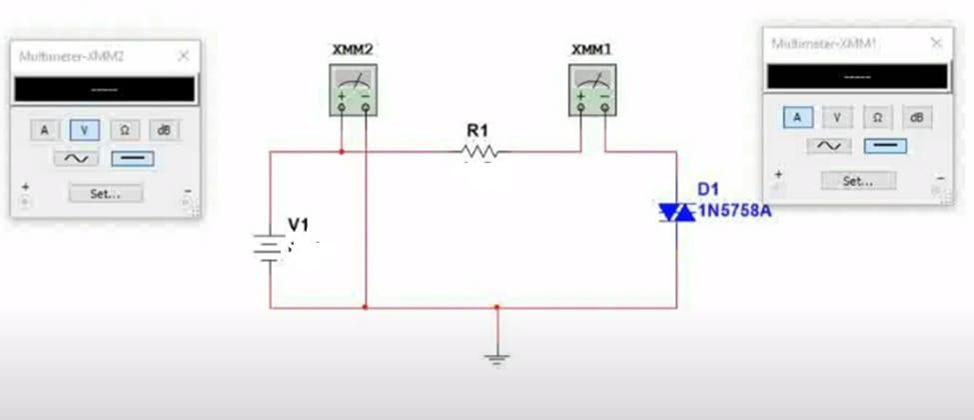 XMM2
XMM1
Multimeter-XMM2
Multimeter-XMM1
-----
-----
A V Ω dB
A V Ω dB
Set...
Set...
+ -
+ -
+ -
+ -
R1
D1
1N5758A
V1